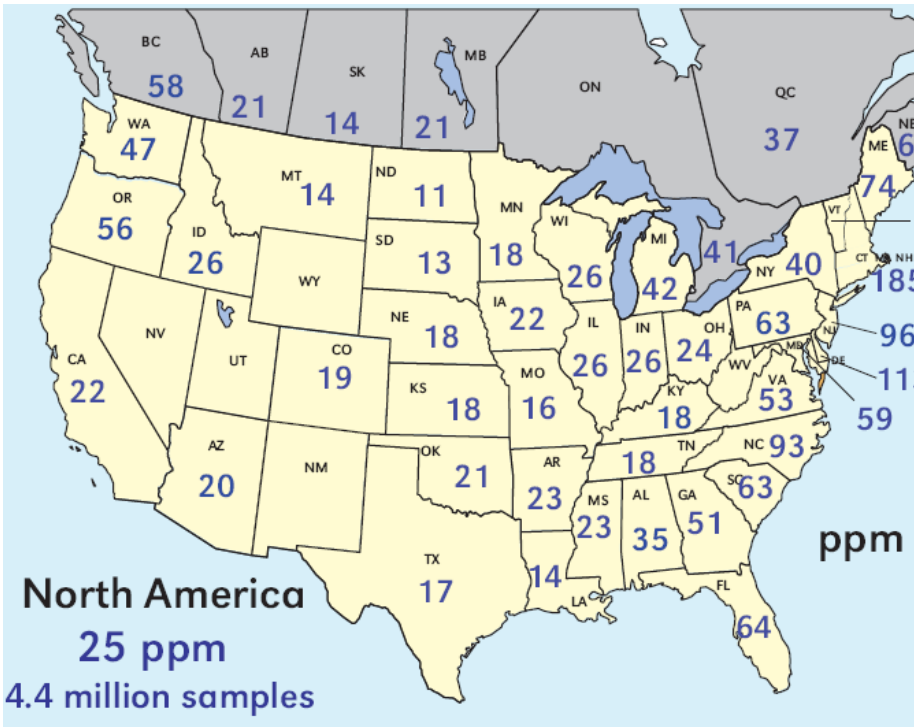 BC
58
AB
21
SK
14
MB
21
ON
QC
37
NB
6
WA
47
OR
56
ID
26
MT
14
ND
11
SD
13
MN
18
WI
26
MI
42
41
ME
74
VT
NY
40
CT
NH
185
WY
NV
UT
CO
19
NE
18
KS
18
IA
22
MO
16
IL
26
IN
26
OH
24
PA
63
NJ
96
MD
DE
11
59
WV
VA
53
KY
18
CA
22
AZ
20
NM
OK
21
AR
23
TN
18
NC 93
SC
63
MS
23
AL
35
GA
51
TX
17
14
LA
FL
64
ppm
North America
25 ppm
4.4 million samples